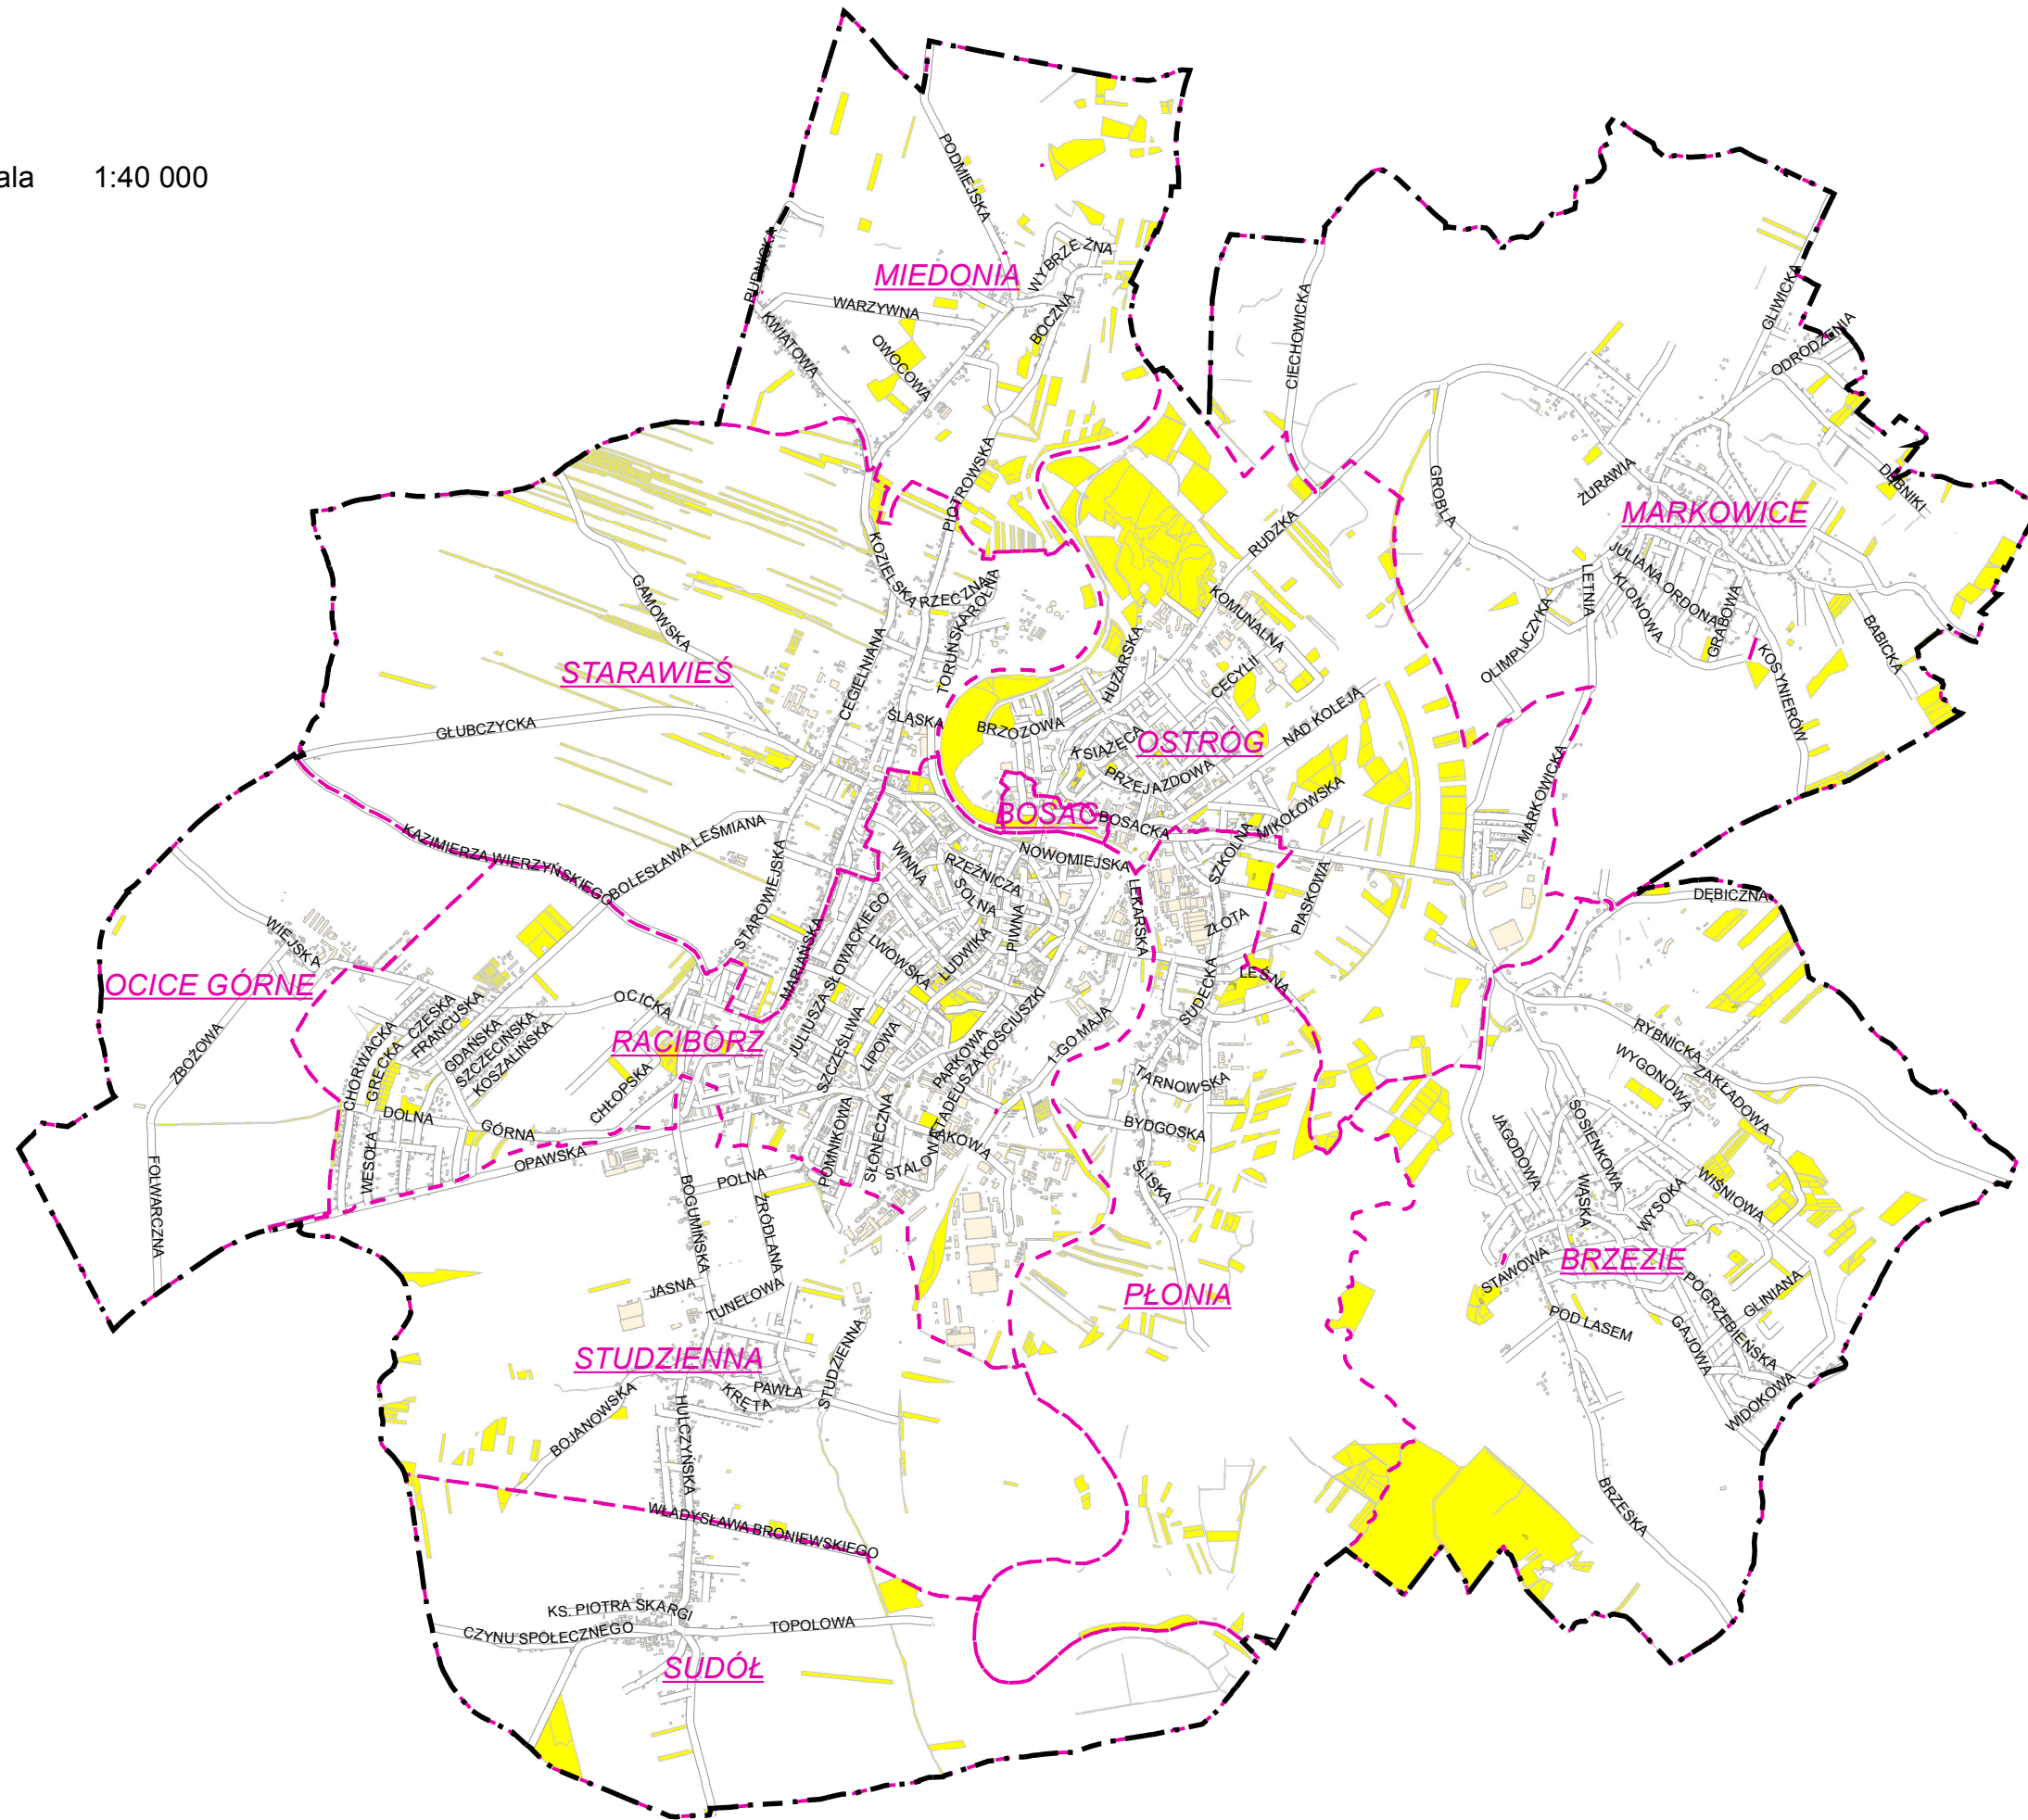 ala 1:40 000
PODMIEJSKA
RUDNICKA
MIEDONIA
WYBRZEŻNA
WARZYWNA
BOCZNA
KWIATOWA
OWOCOWA
CIECHOWICKA
GLIWICKA
ODRODZENIA
PIOTROWSKA
GROBLA
ŻURAWIA
DĘBNIKI
MARKOWICE
RUDZKA
KOZIELSKA
RZECZNA
ROLNA
TORUŃSKA
GAMOWSKA
KOMUNALNA
JULIANA ORDONA
LETNIA
KLONOWA
GRABOWA
OLIMPIJCZYKA
BABICKA
KOSYNIERÓW
STARAWIEŚ
CEGIELNIANA
HUZARSKA
CECYLII
NAD KOLEJĄ
GŁUBCZYCKA
ŚLĄSKA
BRZOZOWA
KSIĄŻĘCA
OSTRÓG
PRZEJAZDOWA
MARKOWICKA
BOSAC
BOSACKA
MIKOŁOWSKA
SZKOLNA
KAZIMIERZA WIERZYŃSKIEGO
BOLESŁAWA LEŚMIANA
STAROWIEJSKA
WINNA
RZEŹNICZA
NOWOMIEJSKA
SOLNA
LEKARSKA
PIASKOWA
ZŁOTA
DĘBICZNA
WIEJSKA
OCICE GÓRNE
MARIAŃSKA
JULIUSZA SŁOWACKIEGO
LWOWSKA
LUDWIKA
PIWNA
LEŚNA
SUDECKA
ZBOŻOWA
CHORWACKA
GRECKA
CZESKA
FRANCUSKA
GDAŃSKA
SZCZECIŃSKA
KOSZALIŃSKA
OCICKA
RACIBÓRZ
SZCZĘŚLIWA
LIPOWA
PARKOWA
TADEUSZA KOŚCIUSZKI
1-GO MAJA
RYBNICKA
WYGONOWA
ZAKŁADOWA
TARNOWSKA
CHŁOPSKA
DOLNA
GÓRNA
WESOŁA
OPAWSKA
POMNIKOWA
SŁONECZNA
STALOWA
ŁĄKOWA
BYDGOSKA
JAGODOWA
SOSIENKOWA
FOLWARCZNA
POLNA
ŹRÓDLANA
BOGUMIŃSKA
ŚLISKA
WĄSKA
WYSOKA
WIŚNIOWA
JASNA
TUNELOWA
PŁONIA
STAWOWA
BRZEZIE
POGRZEBIEŃSKA
GLINIANA
POD LASEM
GAJOWA
WIDOKOWA
STUDZIENNA
STUDZIENNA
PAWŁA
KRĘTA
BOJANOWSKA
HULCZYŃSKA
WŁADYSŁAWA BRONIEWSKIEGO
BRZESKA
KS. PIOTRA SKARGI
CZYNU SPOŁECZNEGO
TOPOLOWA
SUDÓŁ